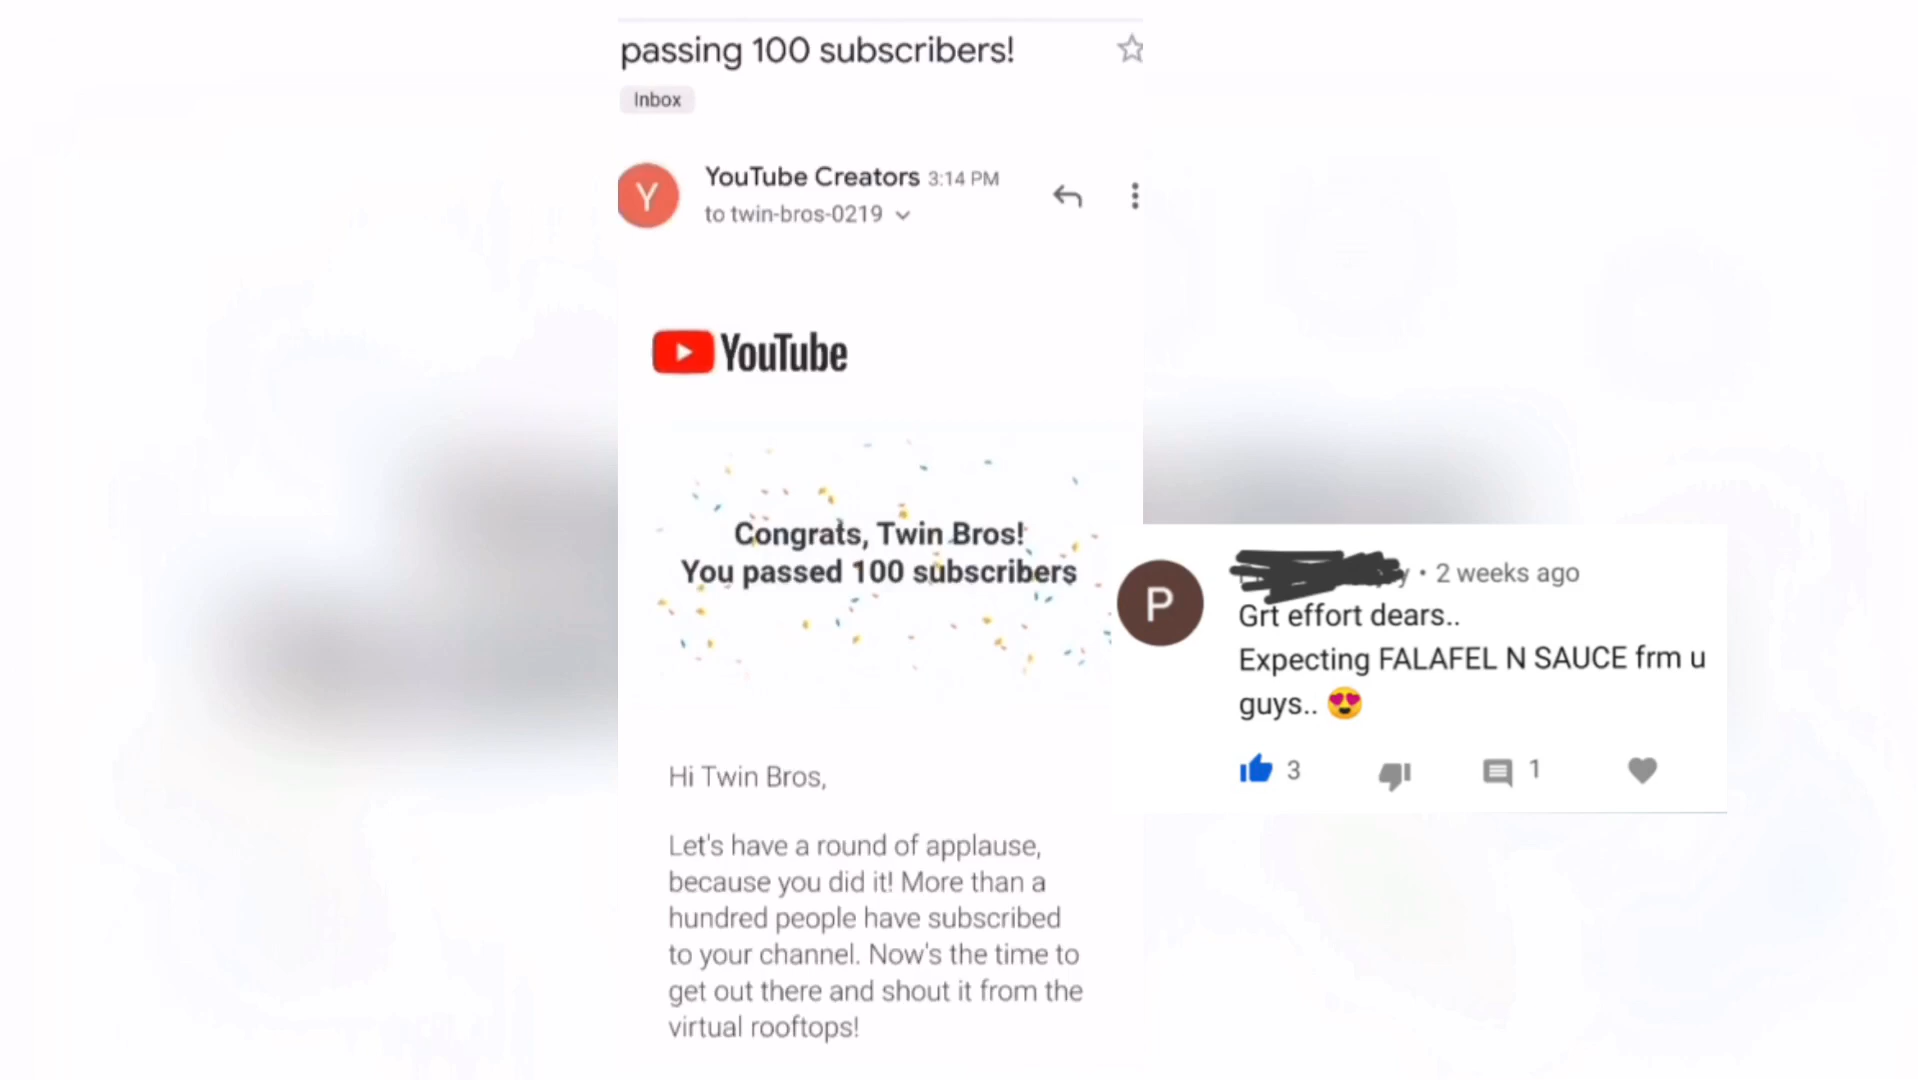 passing 100 subscribers!
Inbox
Y
YouTube Creators 3:14 PM
to twin-bros-0219
YouTube
Congrats, Twin Bros!
You passed 100 subscribers
Hi Twin Bros,
Let's have a round of applause,
because you did it! More than a
hundred people have subscribed
to your channel. Now's the time to
get out there and shout it from the
virtual rooftops!
P
• 2 weeks ago
Grt effort dears..
Expecting FALAFEL N SAUCE frm u
guys.. 😍
3
1